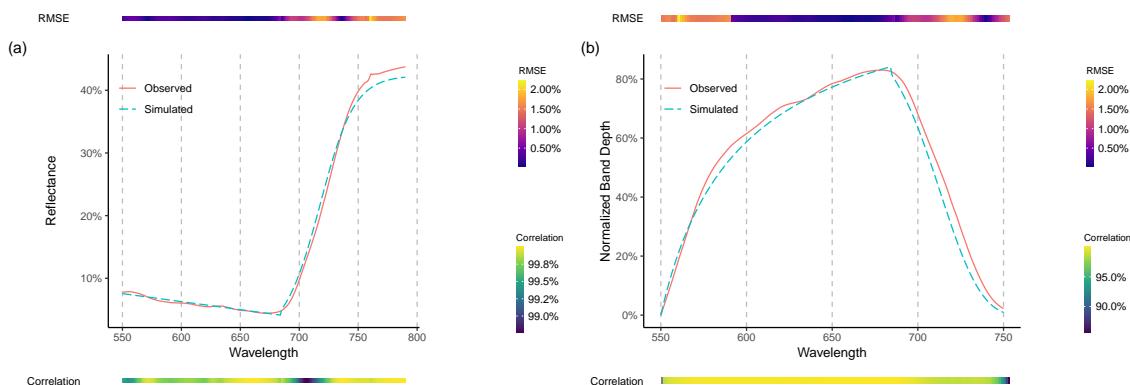 RMSE
(a)
40%
30%
20%
10%
Reflectance
Observed
Simulated
550
600
650
700
750
800
Wavelength
Correlation
RMSE
2.00%
1.50%
1.00%
0.50%
Correlation
99.8%
99.5%
99.2%
99.0%
RMSE
(b)
80%
60%
40%
20%
0%
Normalized Band Depth
Observed
Simulated
550
600
650
700
750
Wavelength
Correlation
RMSE
2.00%
1.50%
1.00%
0.50%
Correlation
95.0%
90.0%